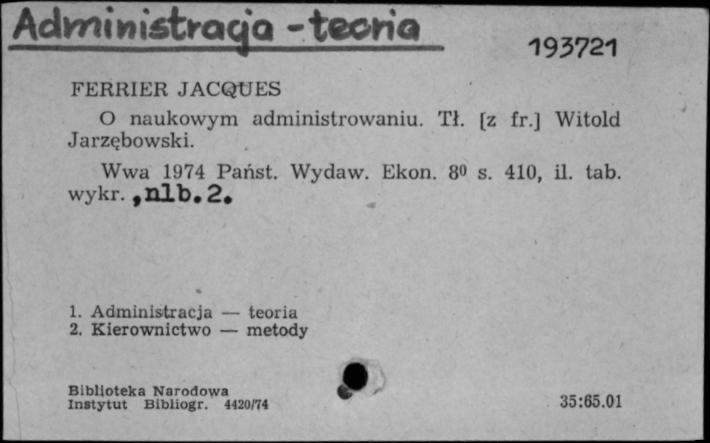 Administracja - teoria
193721
FERRIER JACQUES
O naukowym administrowaniu. Tł. [z fr.] Witold
Jarzębowski.
Wwa 1974 Państ. Wydaw. Ekon. 8⁰ s. 410, il. tab.
wykr. , nlb. 2.
1. Administracja — teoria
2. Kierownictwo — metody
Biblioteka Narodowa
Instytut Bibliogr. 4420/74
35:65.01